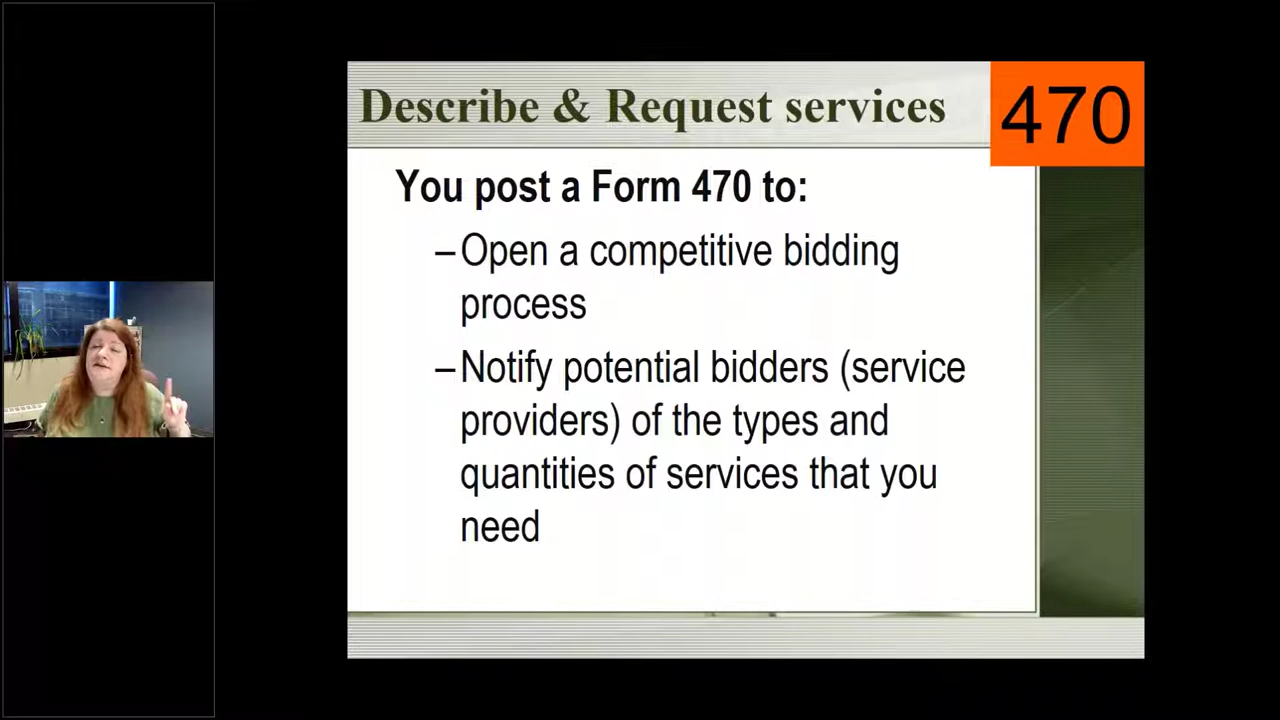 Describe & Request services
470
You post a Form 470 to:
–Open a competitive bidding
process
–Notify potential bidders (service
providers) of the types and
quantities of services that you
need